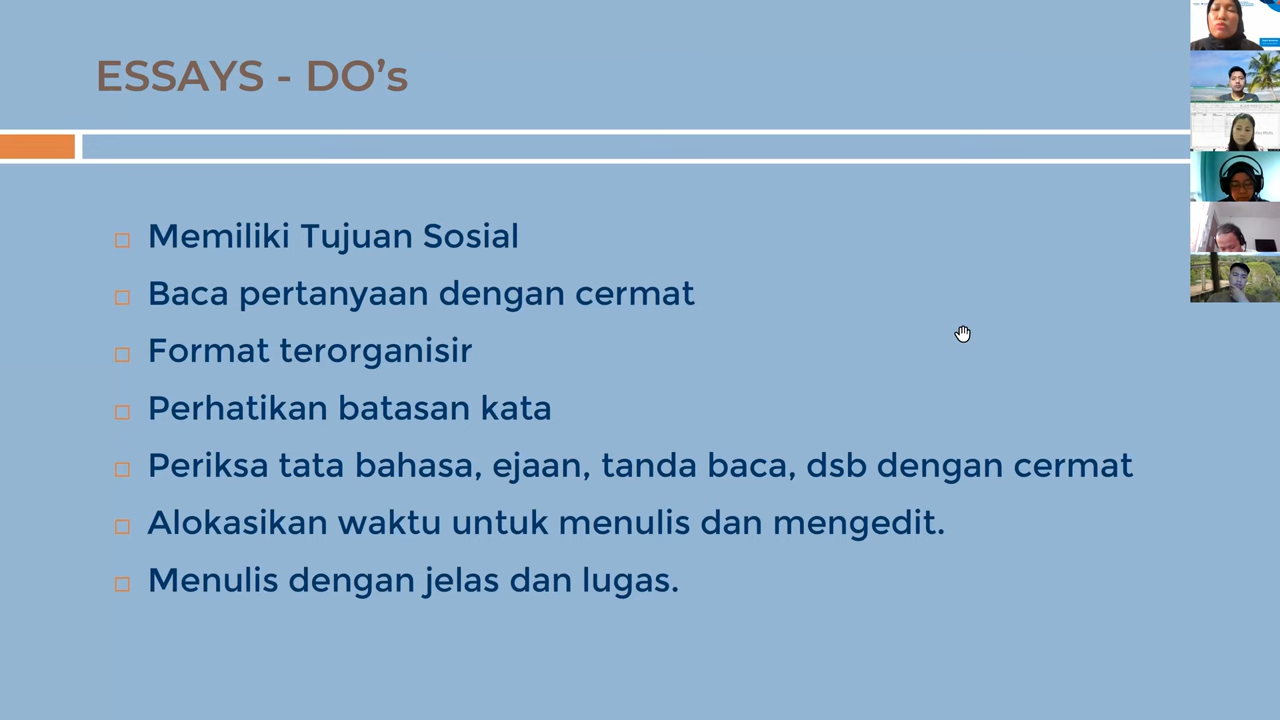 ESSAYS - DO's
Memiliki Tujuan Sosial
Baca pertanyaan dengan cermat
Format terorganisir
Perhatikan batasan kata
Periksa tata bahasa, ejaan, tanda baca, dsb dengan cermat
Alokasikan waktu untuk menulis dan mengedit.
Menulis dengan jelas dan lugas.